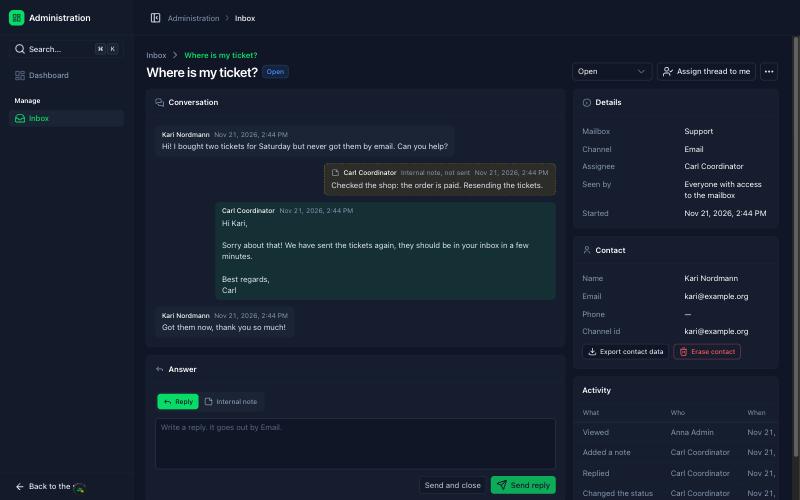 Administration
Administration
Inbox
Search...
⌘ K
Dashboard
Manage
Inbox
Back to the
Inbox
Where is my ticket?
Where is my ticket?
Open
Open
Assign thread to me
Conversation
Kari Nordmann Nov 21, 2026, 2:44 PM
Hi! I bought two tickets for Saturday but never got them by email. Can you help?
Carl Coordinator Internal note, not sent Nov 21, 2026, 2:44 PM
Checked the shop: the order is paid. Resending the tickets.
Carl Coordinator Nov 21, 2026, 2:44 PM
Hi Kari,
Sorry about that! We have sent the tickets again, they should be in your inbox in a few
minutes.
Best regards,
Carl
Kari Nordmann Nov 21, 2026, 2:44 PM
Got them now, thank you so much!
Answer
Reply
Internal note
Write a reply. It goes out by Email.
Send and close
Send reply
Details
Mailbox Support
Channel Email
Assignee Carl Coordinator
Seen by Everyone with access
to the mailbox
Started Nov 21, 2026, 2:44 PM
Contact
Name Kari Nordmann
Email kari@example.org
Phone —
Channel id kari@example.org
Export contact data
Erase contact
Activity
What Who When
Viewed Anna Admin Nov 21,
Added a note Carl Coordinator Nov 21,
Replied Carl Coordinator Nov 21,
Changed the status Carl Coordinator Nov 21,